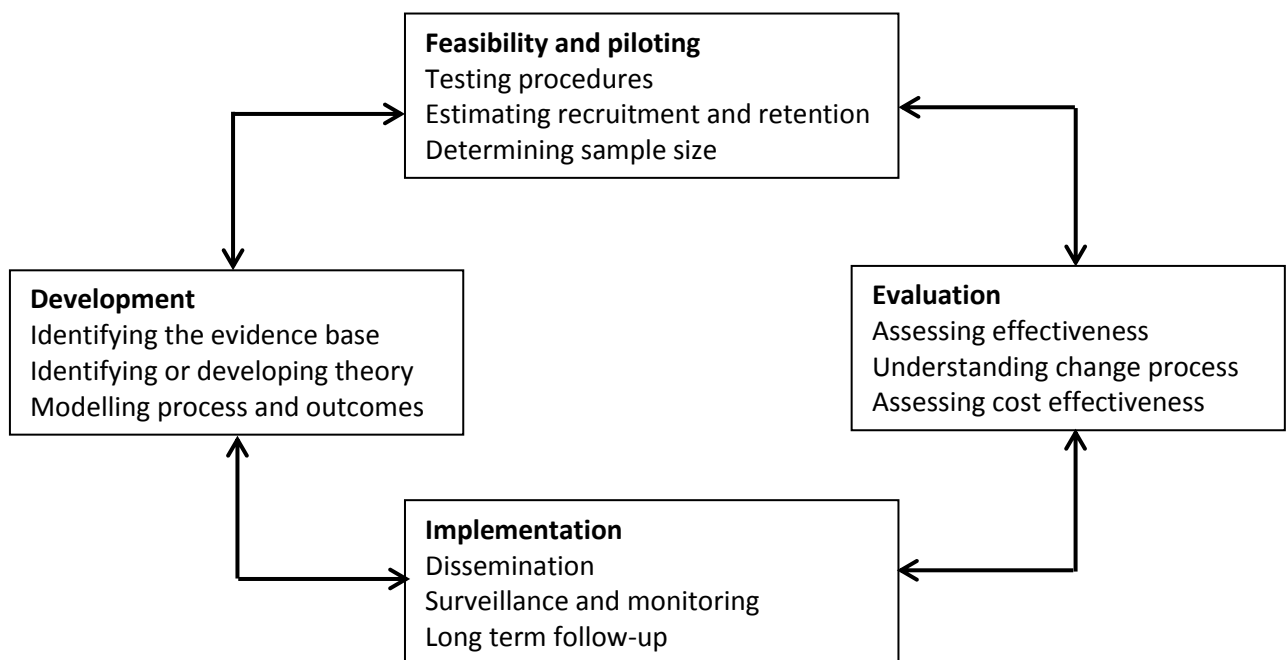 Feasibility and piloting
Testing procedures
Estimating recruitment and retention
Determining sample size
Development
Identifying the evidence base
Identifying or developing theory
Modelling process and outcomes
Evaluation
Assessing effectiveness
Understanding change process
Assessing cost effectiveness
Implementation
Dissemination
Surveillance and monitoring
Long term follow-up